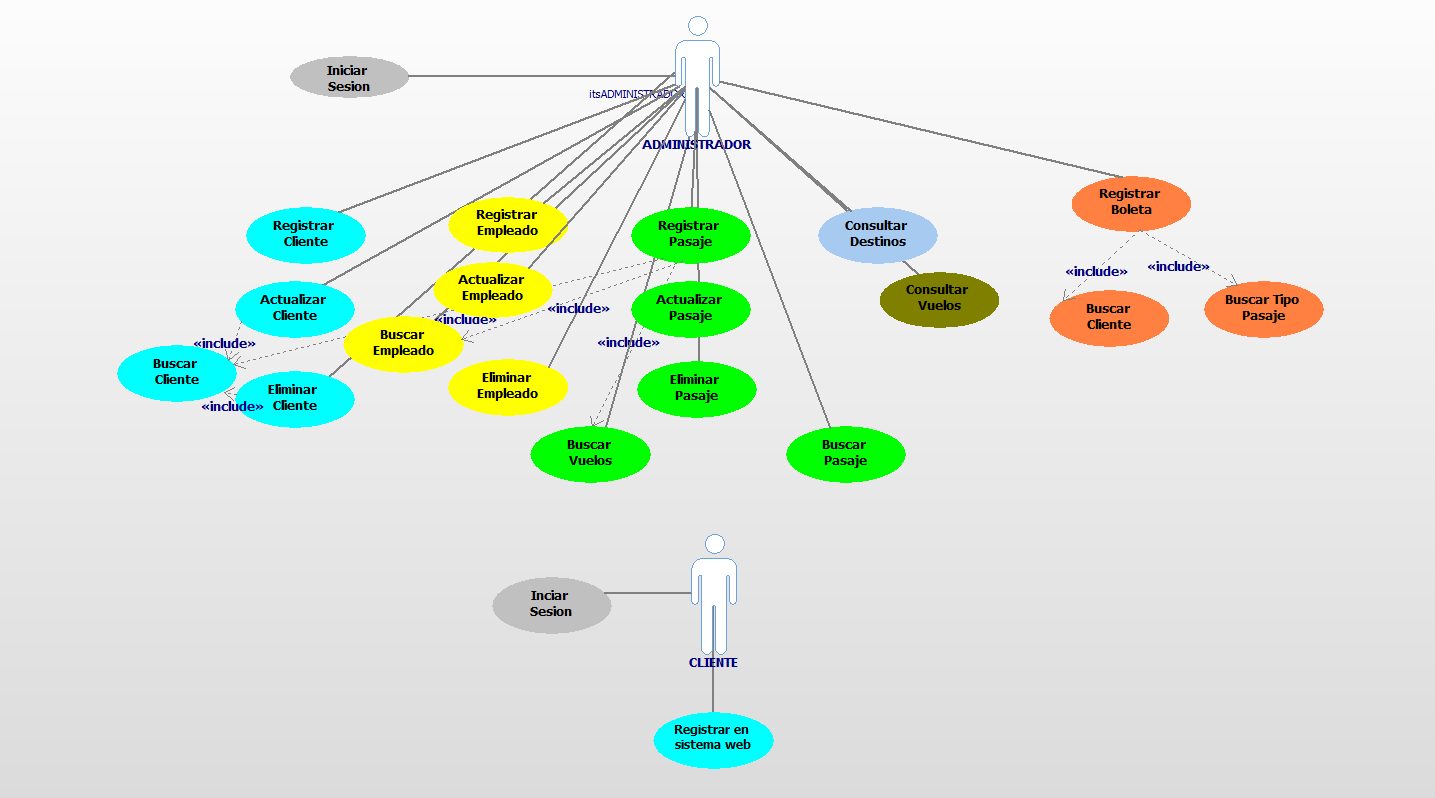 Iniciar
Sesion
itsADMINISTRADOR
ADMINISTRADOR
Registrar
Cliente
Registrar
Empleado
Registrar
Pasaje
Consultar
Destinos
Registrar
Boleta
Actualizar
Cliente
Actualizar
Empleado
Actualizar
Pasaje
Consultar
Vuelos
«include»
«include»
Buscar
Cliente
Buscar Tipo
Pasaje
«include»
«include»
«include»
«include»
Buscar
Empleado
Buscar
Cliente
Eliminar
Cliente
«include»
Eliminar
Empleado
Eliminar
Pasaje
Buscar
Vuelos
Buscar
Pasaje
Inciar
Sesion
CLIENTE
Registrar en
sistema web